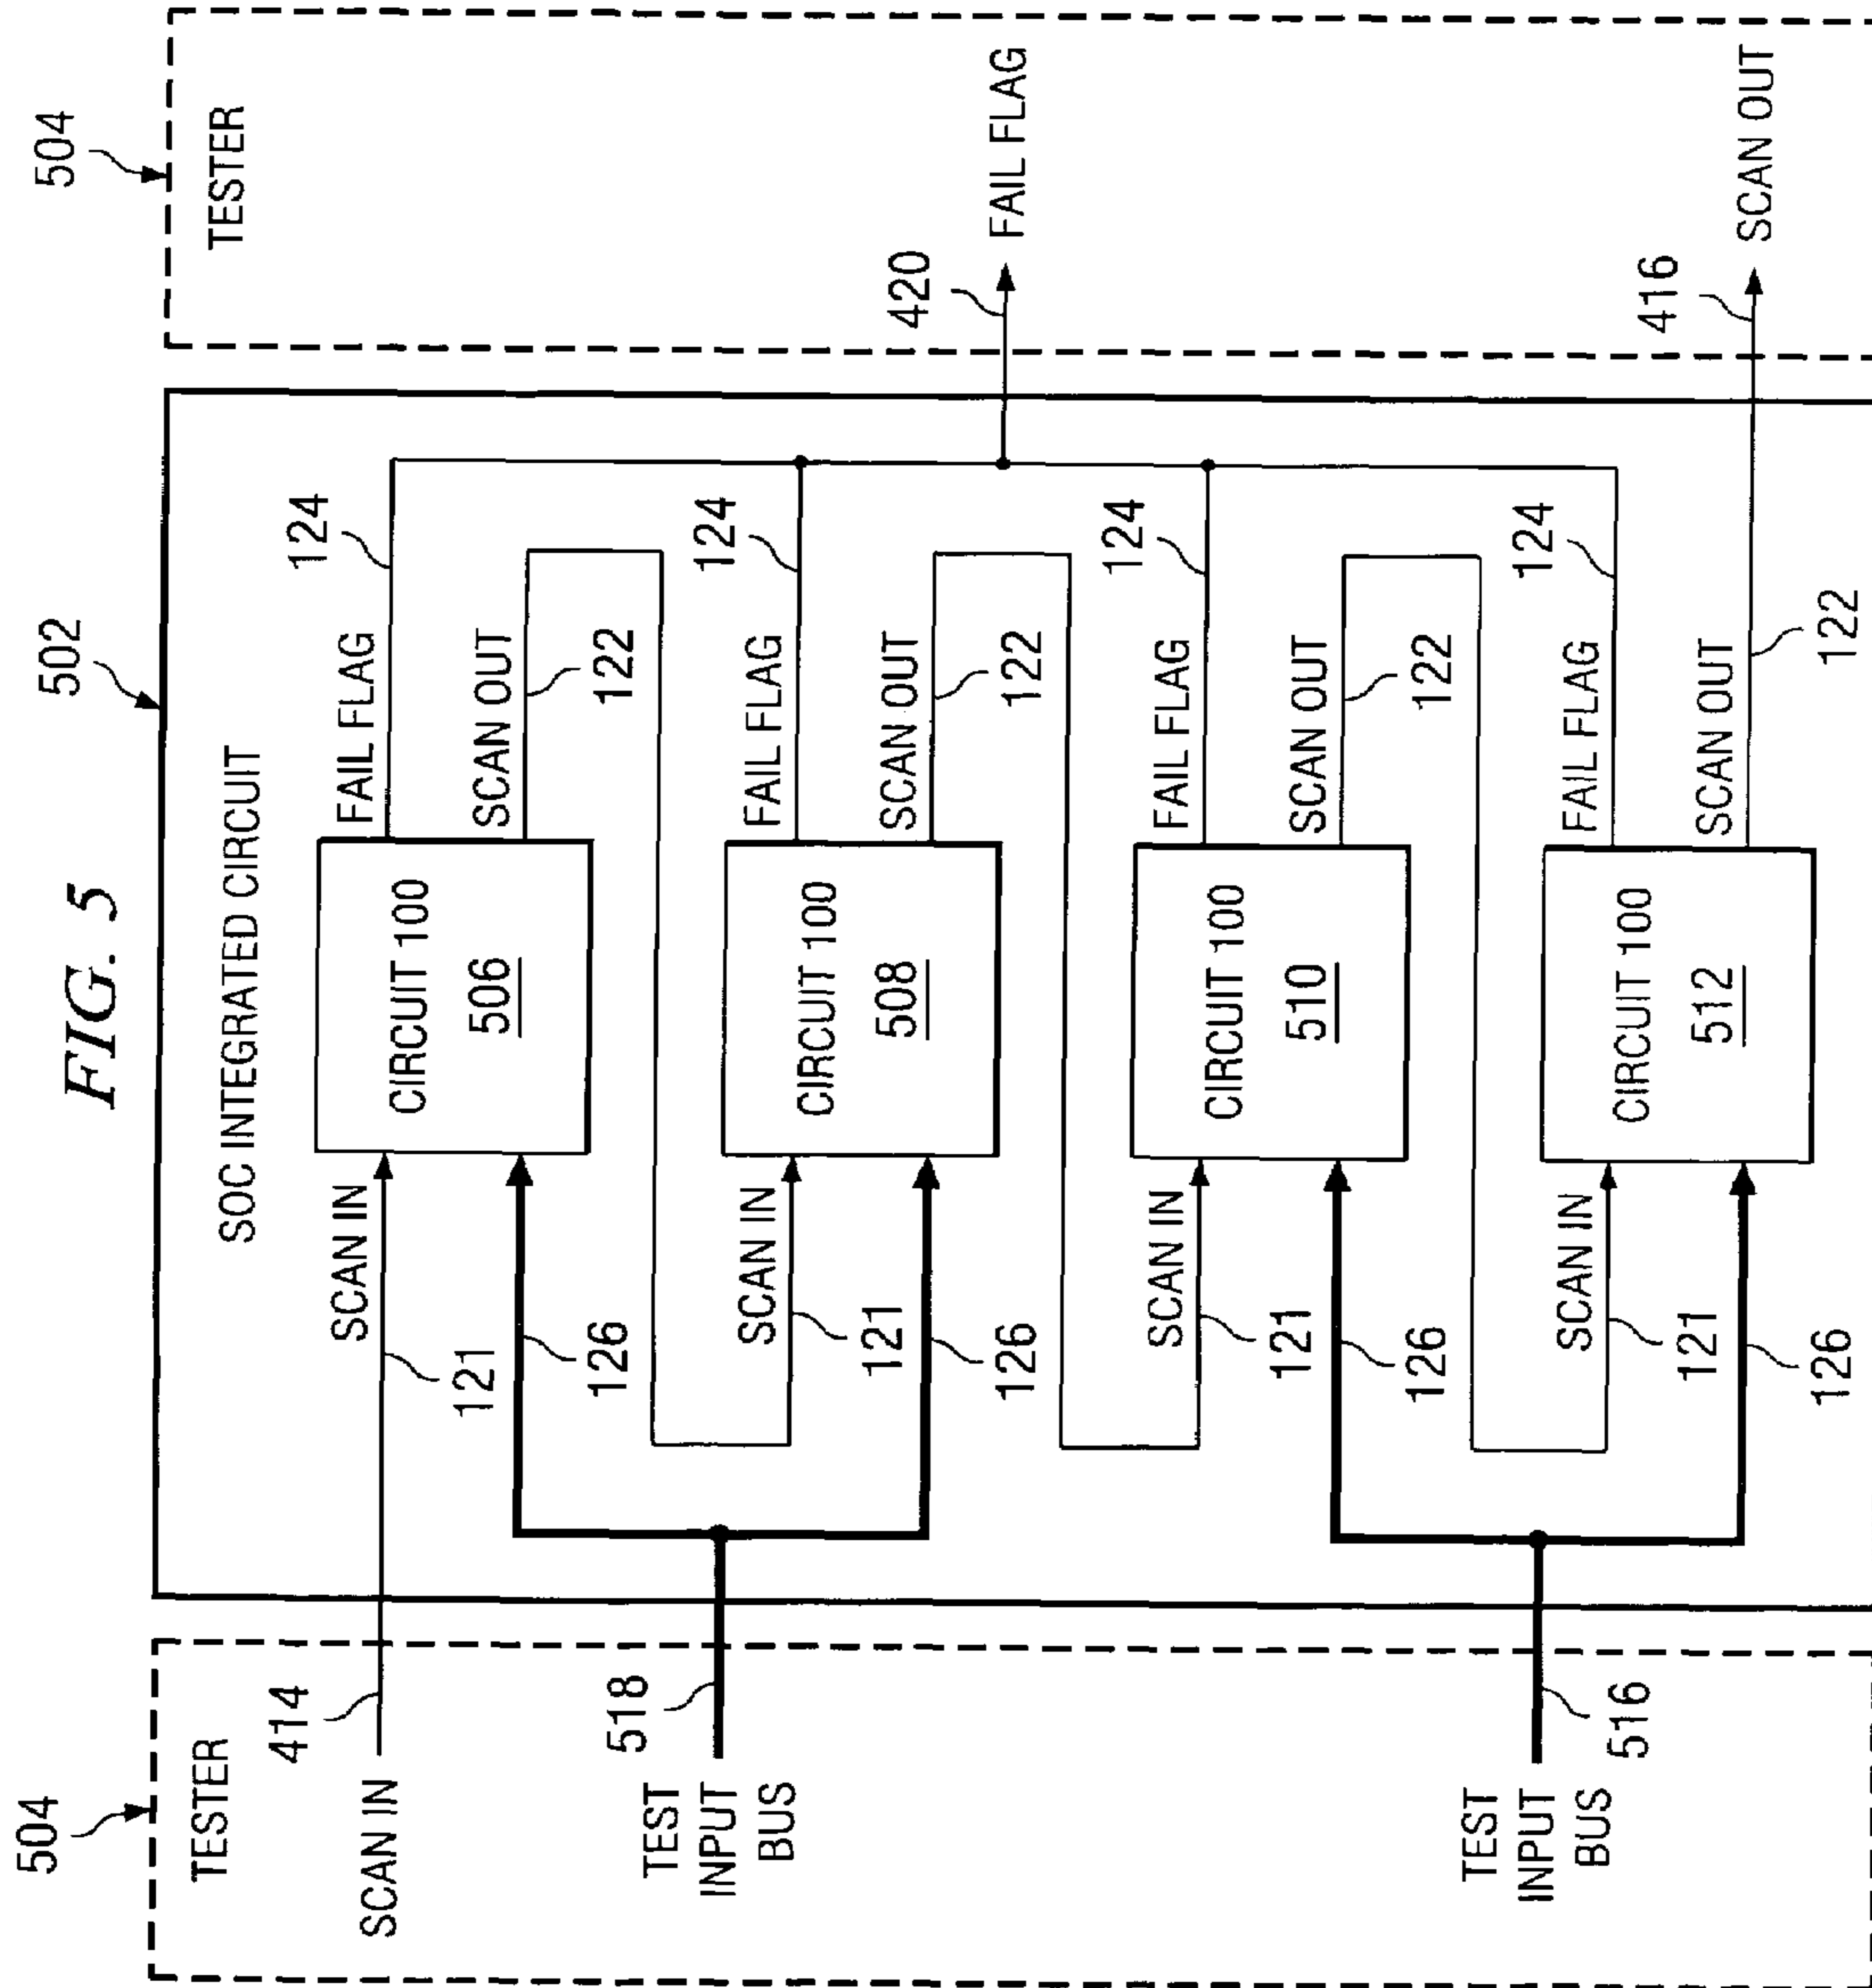 FIG. 5
504
TESTER
414
SCAN IN
518
TEST
INPUT
BUS
TEST
INPUT
BUS
516
502
SOC INTEGRATED CIRCUIT
SCAN IN
121
126
CIRCUIT 100
506
FAIL FLAG
124
SCAN OUT
122
SCAN IN
121
126
CIRCUIT 100
508
FAIL FLAG
124
SCAN OUT
122
SCAN IN
121
126
CIRCUIT 100
510
FAIL FLAG
124
SCAN OUT
122
SCAN IN
121
126
CIRCUIT 100
512
FAIL FLAG
124
SCAN OUT
122
504
TESTER
420
FAIL FLAG
416
SCAN OUT